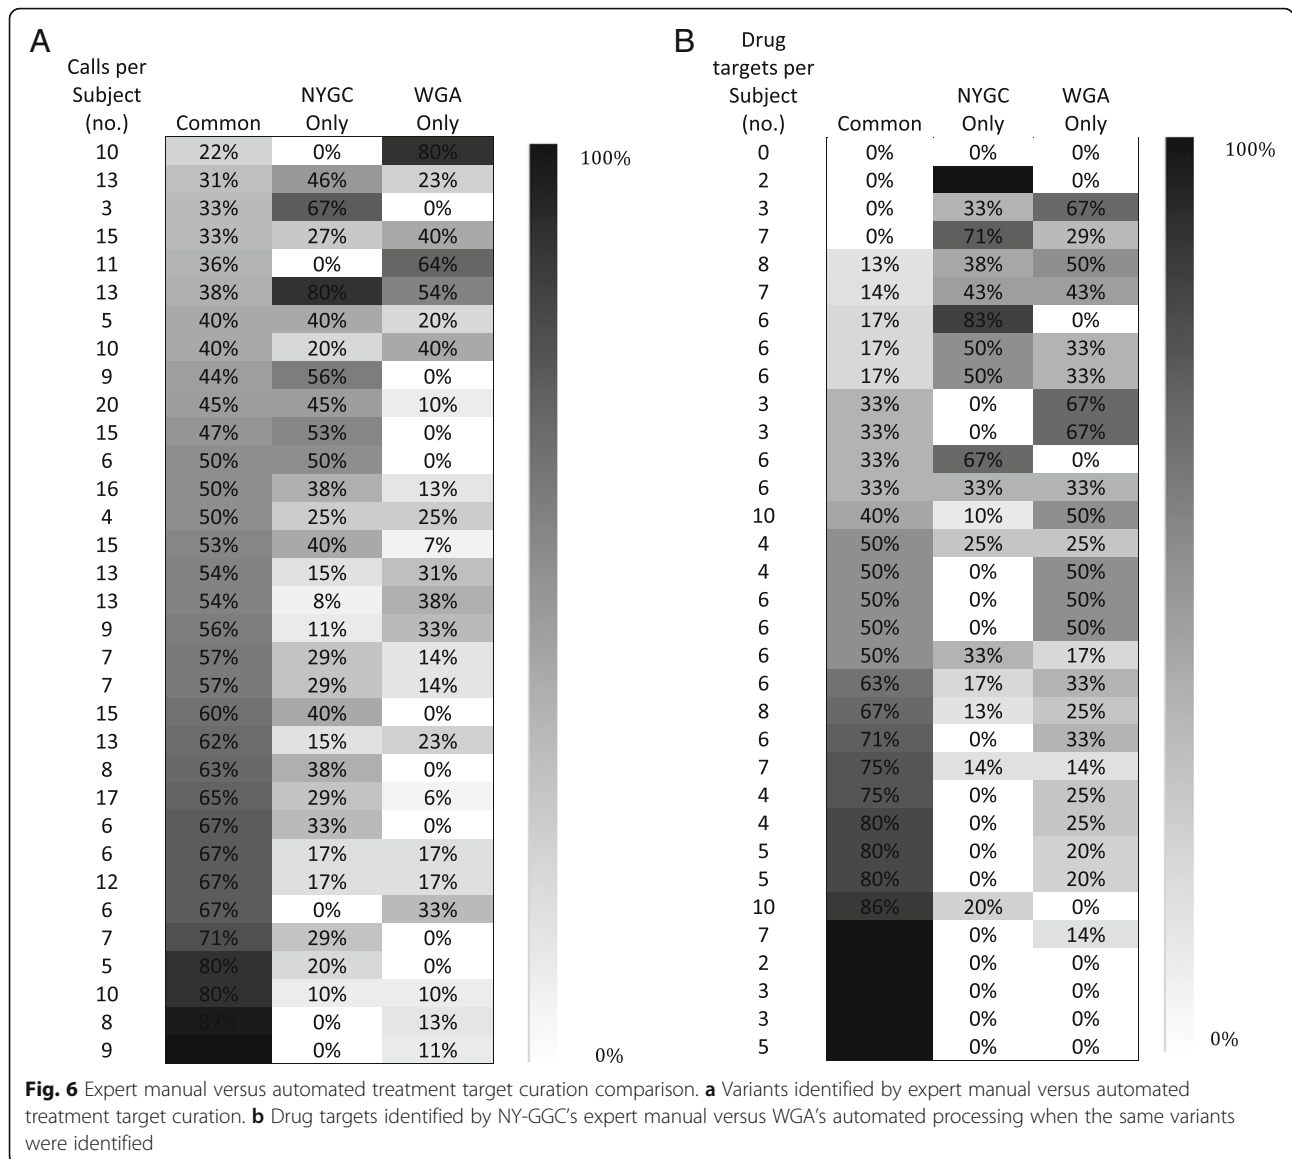 A
Calls per
Subject
(no.)
Common
NYGC
Only
WGA
Only
10 22% 0% 80%
13 31% 46% 23%
3 33% 67% 0%
15 33% 27% 40%
11 36% 0% 64%
13 38% 80% 54%
5 40% 40% 20%
10 40% 20% 40%
9 44% 56% 0%
20 45% 45% 10%
15 47% 53% 0%
6 50% 50% 0%
16 50% 38% 13%
4 50% 25% 25%
15 53% 40% 7%
13 54% 15% 31%
13 54% 8% 38%
9 56% 11% 33%
7 57% 29% 14%
7 57% 29% 14%
15 60% 40% 0%
13 62% 15% 23%
8 63% 38% 0%
17 65% 29% 6%
6 67% 33% 0%
6 67% 17% 17%
12 67% 17% 17%
6 67% 0% 33%
7 71% 29% 0%
5 80% 20% 0%
10 80% 10% 10%
8 87% 0% 13%
9 0% 11%
100%
0%
B
Drug
targets per
Subject
(no.)
Common
NYGC
Only
WGA
Only
0 0% 0% 0%
2 0% 0%
3 0% 33% 67%
7 0% 71% 29%
8 13% 38% 50%
7 14% 43% 43%
6 17% 83% 0%
6 17% 50% 33%
6 17% 50% 33%
3 33% 0% 67%
3 33% 0% 67%
6 33% 67% 0%
6 33% 33% 33%
10 40% 10% 50%
4 50% 25% 25%
4 50% 0% 50%
6 50% 0% 50%
6 50% 0% 50%
6 50% 33% 17%
6 63% 17% 33%
8 67% 13% 25%
6 71% 0% 33%
7 75% 14% 14%
4 75% 0% 25%
4 80% 0% 25%
5 80% 0% 20%
5 80% 0% 20%
10 86% 20% 0%
7 0% 14%
2 0% 0%
3 0% 0%
3 0% 0%
5 0% 0%
100%
0%
Fig. 6 Expert manual versus automated treatment target curation comparison. a Variants identified by expert manual versus automated
treatment target curation. b Drug targets identified by NY-GGC's expert manual versus WGA's automated processing when the same variants
were identified